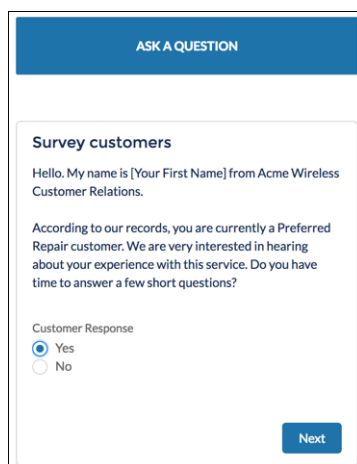 ASK A QUESTION
Survey customers
Hello. My name is [Your First Name] from Acme Wireless
Customer Relations.
According to our records, you are currently a Preferred
Repair customer. We are very interested in hearing
about your experience with this service. Do you have
time to answer a few short questions?
Customer Response
Yes
No
Next